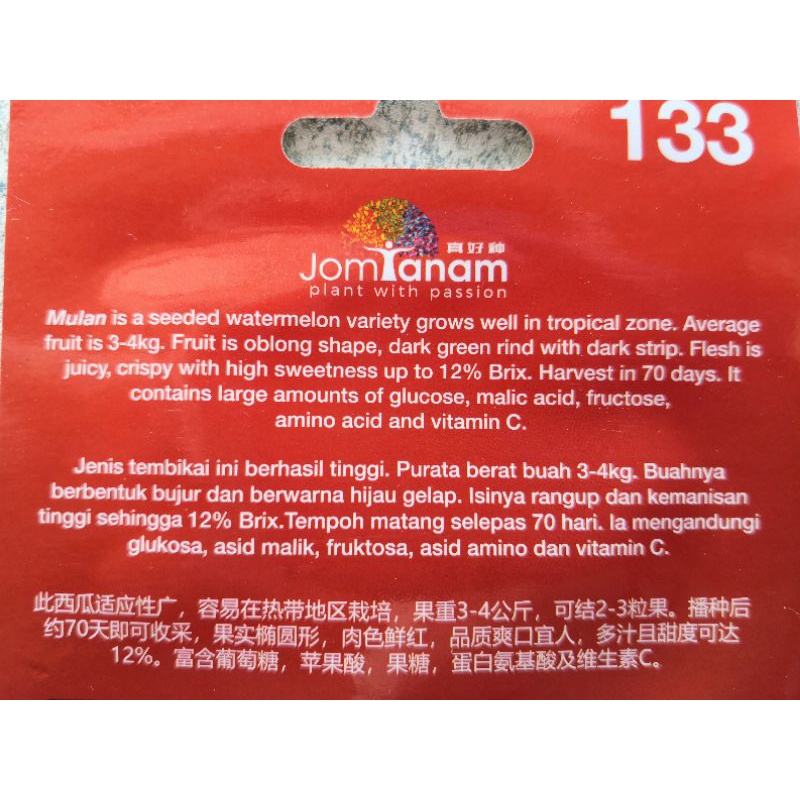 133
育好种
JomTanam
plant with passion
Mulan is a seeded watermelon variety grows well in tropical zone. Average
fruit is 3-4kg. Fruit is oblong shape, dark green rind with dark strip. Flesh is
juicy, crispy with high sweetness up to 12% Brix. Harvest in 70 days. It
contains large amounts of glucose, malic acid, fructose,
amino acid and vitamin C.
Jenis tembikai ini berhasil tinggi. Purata berat buah 3-4kg. Buahnya
berbentuk bujur dan berwarna hijau gelap. Isinya rangup dan kemanisan
tinggi sehingga 12% Brix.Tempoh matang selepas 70 hari. Ia mengandungi
glukosa, asid malik, fruktosa, asid amino dan vitamin C.
此西瓜适应性广，容易在热带地区栽培，果重3-4公斤，可结2-3粒果。播种后
约70天即可收采，果实椭圆形，肉色鲜红，品质爽口宜人，多汁且甜度可达
12%。富含葡萄糖，苹果酸，果糖，蛋白氨基酸及维生素C。